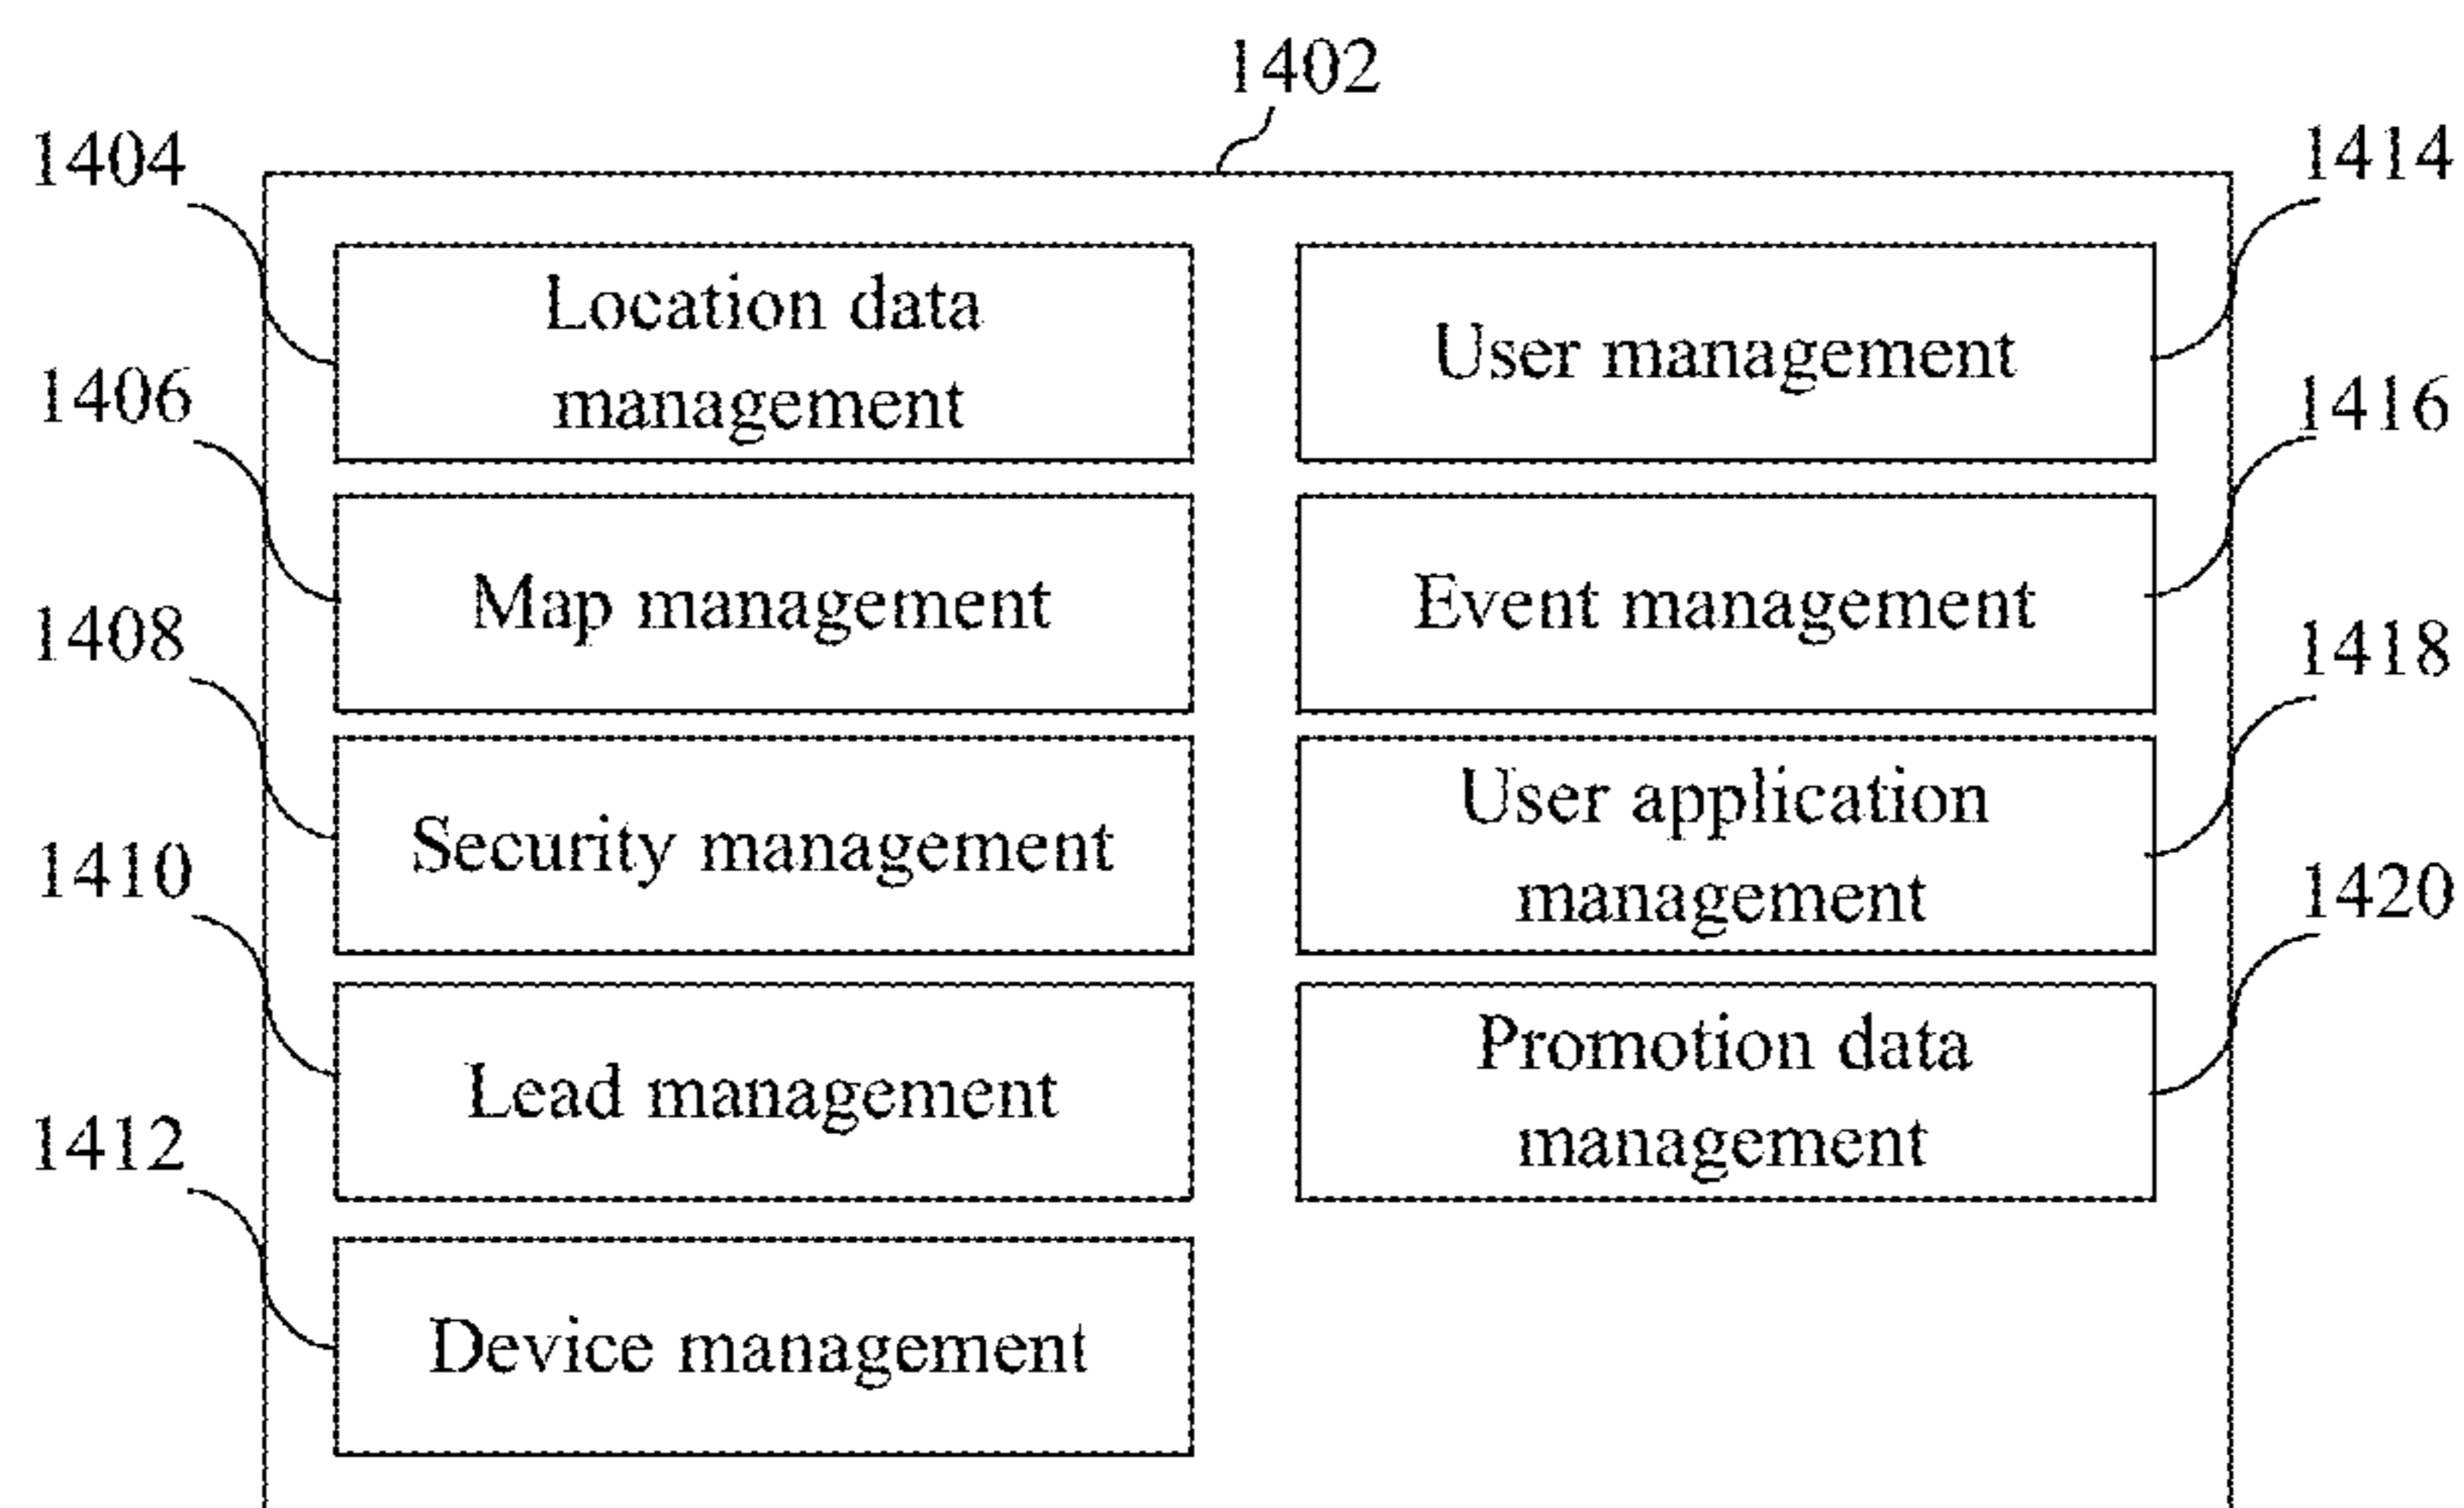 1402
1404
1414
Location data
management
User management
1406
1416
Map management
Event management
1408
1418
Security management
User application
management
1410
1420
Lead management
Promotion data
management
1412
Device management